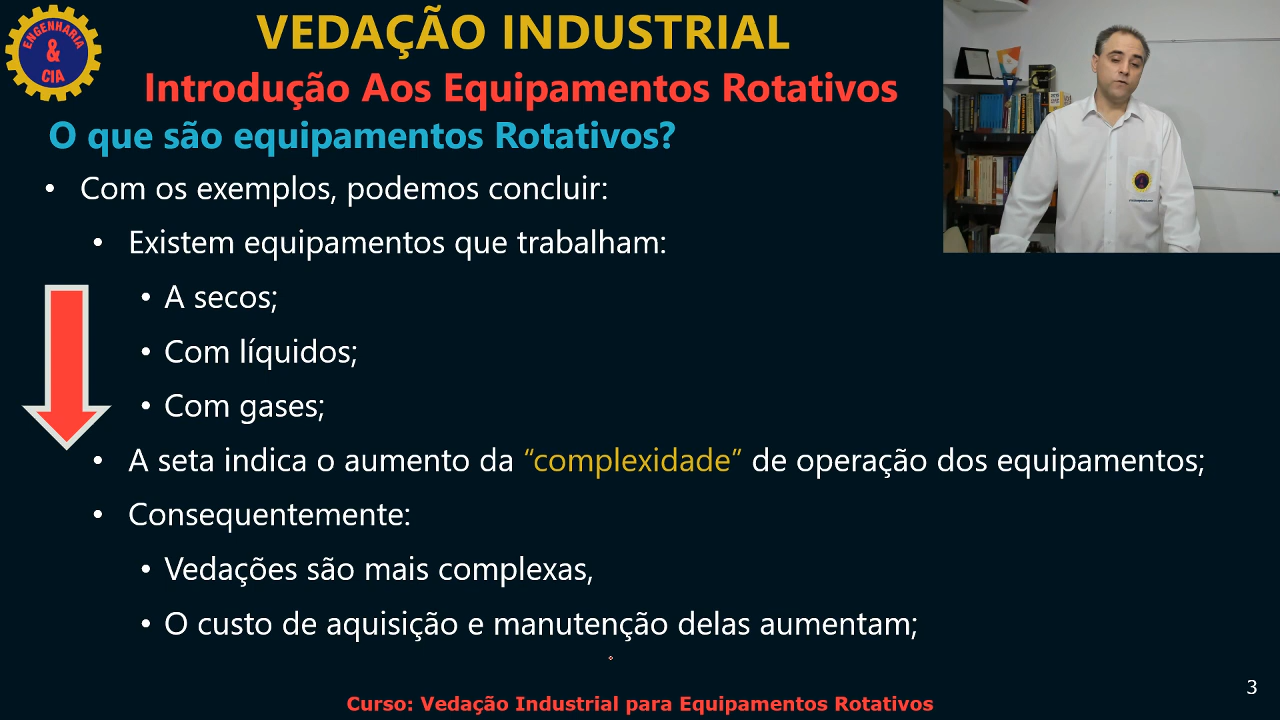 ENGENHARIA
&
CIA
VEDAÇÃO INDUSTRIAL
Introdução Aos Equipamentos Rotativos
O que são equipamentos Rotativos?
• Com os exemplos, podemos concluir:
• Existem equipamentos que trabalham:
• A secos;
• Com líquidos;
• Com gases;
• A seta indica o aumento da “complexidade” de operação dos equipamentos;
• Consequentemente:
• Vedações são mais complexas,
• O custo de aquisição e manutenção delas aumentam;
3
Curso: Vedação Industrial para Equipamentos Rotativos